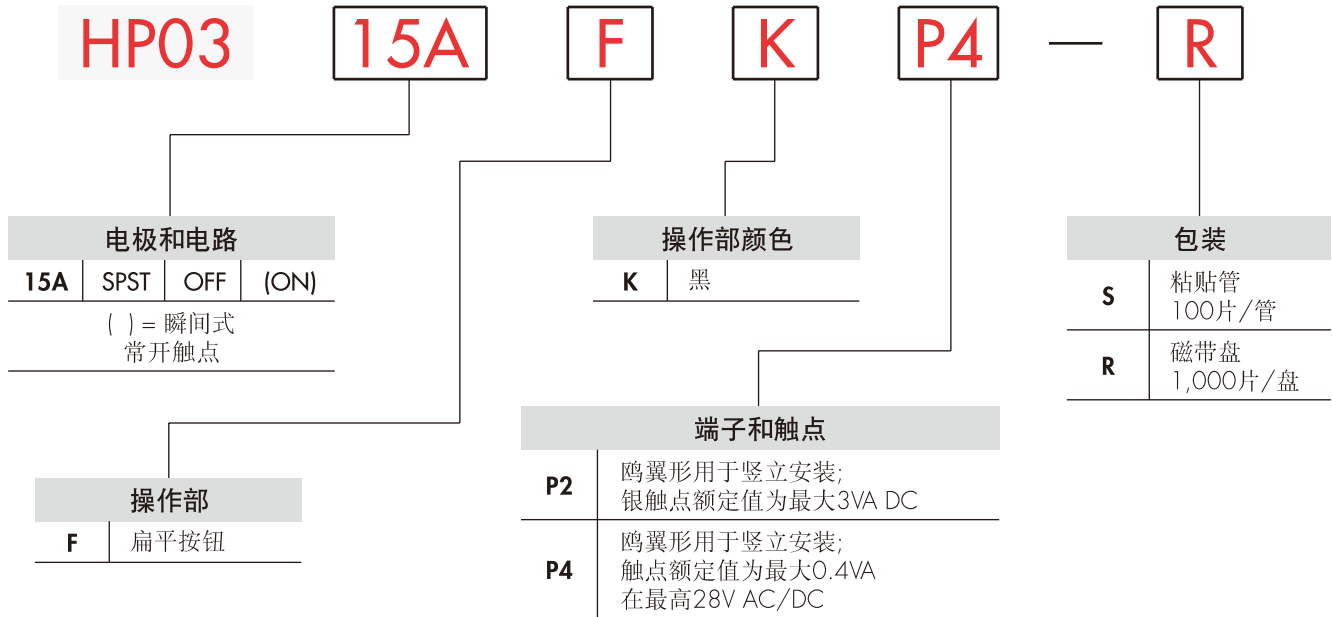 HP03 15A F K P4 — R
电极和电路
15A SPST OFF (ON)
( ) = 瞬间式
常开触点
操作部
F 扁平按钮
操作部颜色
K 黑
端子和触点
P2 鸥翼形用于竖立安装;
银触点额定值为最大3VA DC
P4 鸥翼形用于竖立安装;
触点额定值为最大0.4VA
在最高28V AC/DC
包装
S 粘贴管
100片/管
R 磁带盘
1,000片/盘